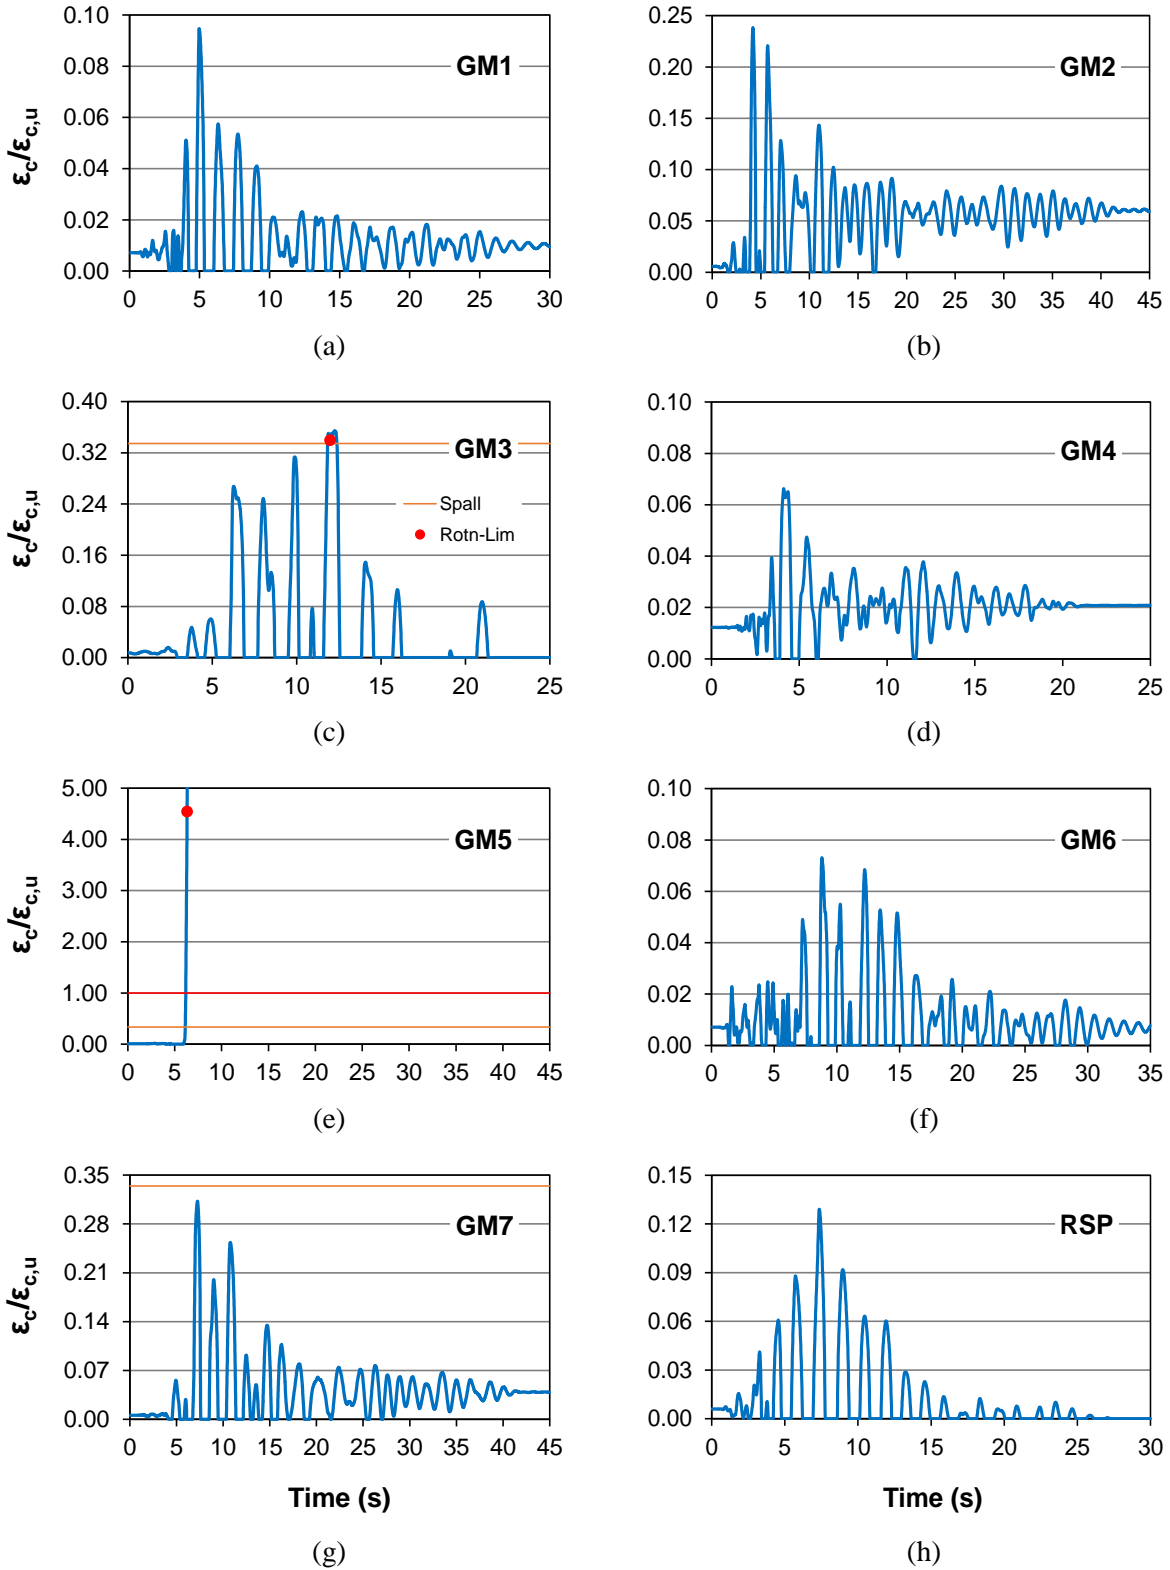 0.10
0.08
0.06
0.04
0.02
0.00
0 5 10 15 20 25 30
εc/εc,u
GM1
(a)
0.25
0.20
0.15
0.10
0.05
0.00
0 5 10 15 20 25 30 35 40 45
GM2
(b)
0.40
0.32
0.24
0.16
0.08
0.00
0 5 10 15 20 25
εc/εc,u
GM3
Spall
Rotn-Lim
(c)
0.10
0.08
0.06
0.04
0.02
0.00
0 5 10 15 20 25
GM4
(d)
5.00
4.00
3.00
2.00
1.00
0.00
0 5 10 15 20 25 30 35 40 45
εc/εc,u
GM5
(e)
0.10
0.08
0.06
0.04
0.02
0.00
0 5 10 15 20 25 30 35
GM6
(f)
0.35
0.28
0.21
0.14
0.07
0.00
0 5 10 15 20 25 30 35 40 45
εc/εc,u
GM7
Time (s)
(g)
0.15
0.12
0.09
0.06
0.03
0.00
0 5 10 15 20 25 30
RSP
Time (s)
(h)